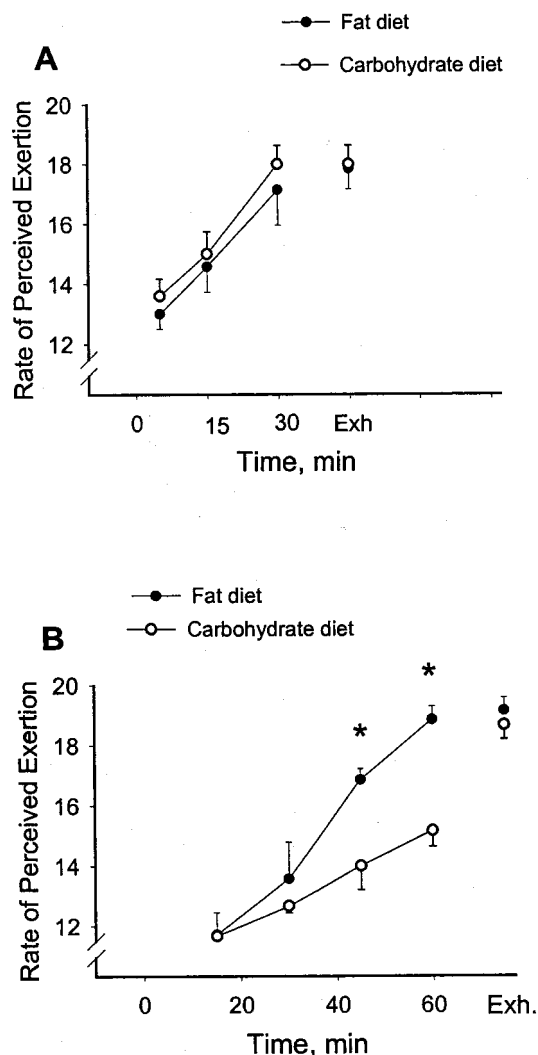 Fat diet
A
Carbohydrate diet
20
18
16
14
12
Rate of Perceived Exertion
0 15 30 Exh
Time, min
Fat diet
B
Carbohydrate diet
*
*
20
18
16
14
12
Rate of Perceived Exertion
0 20 40 60 Exh.
Time, min